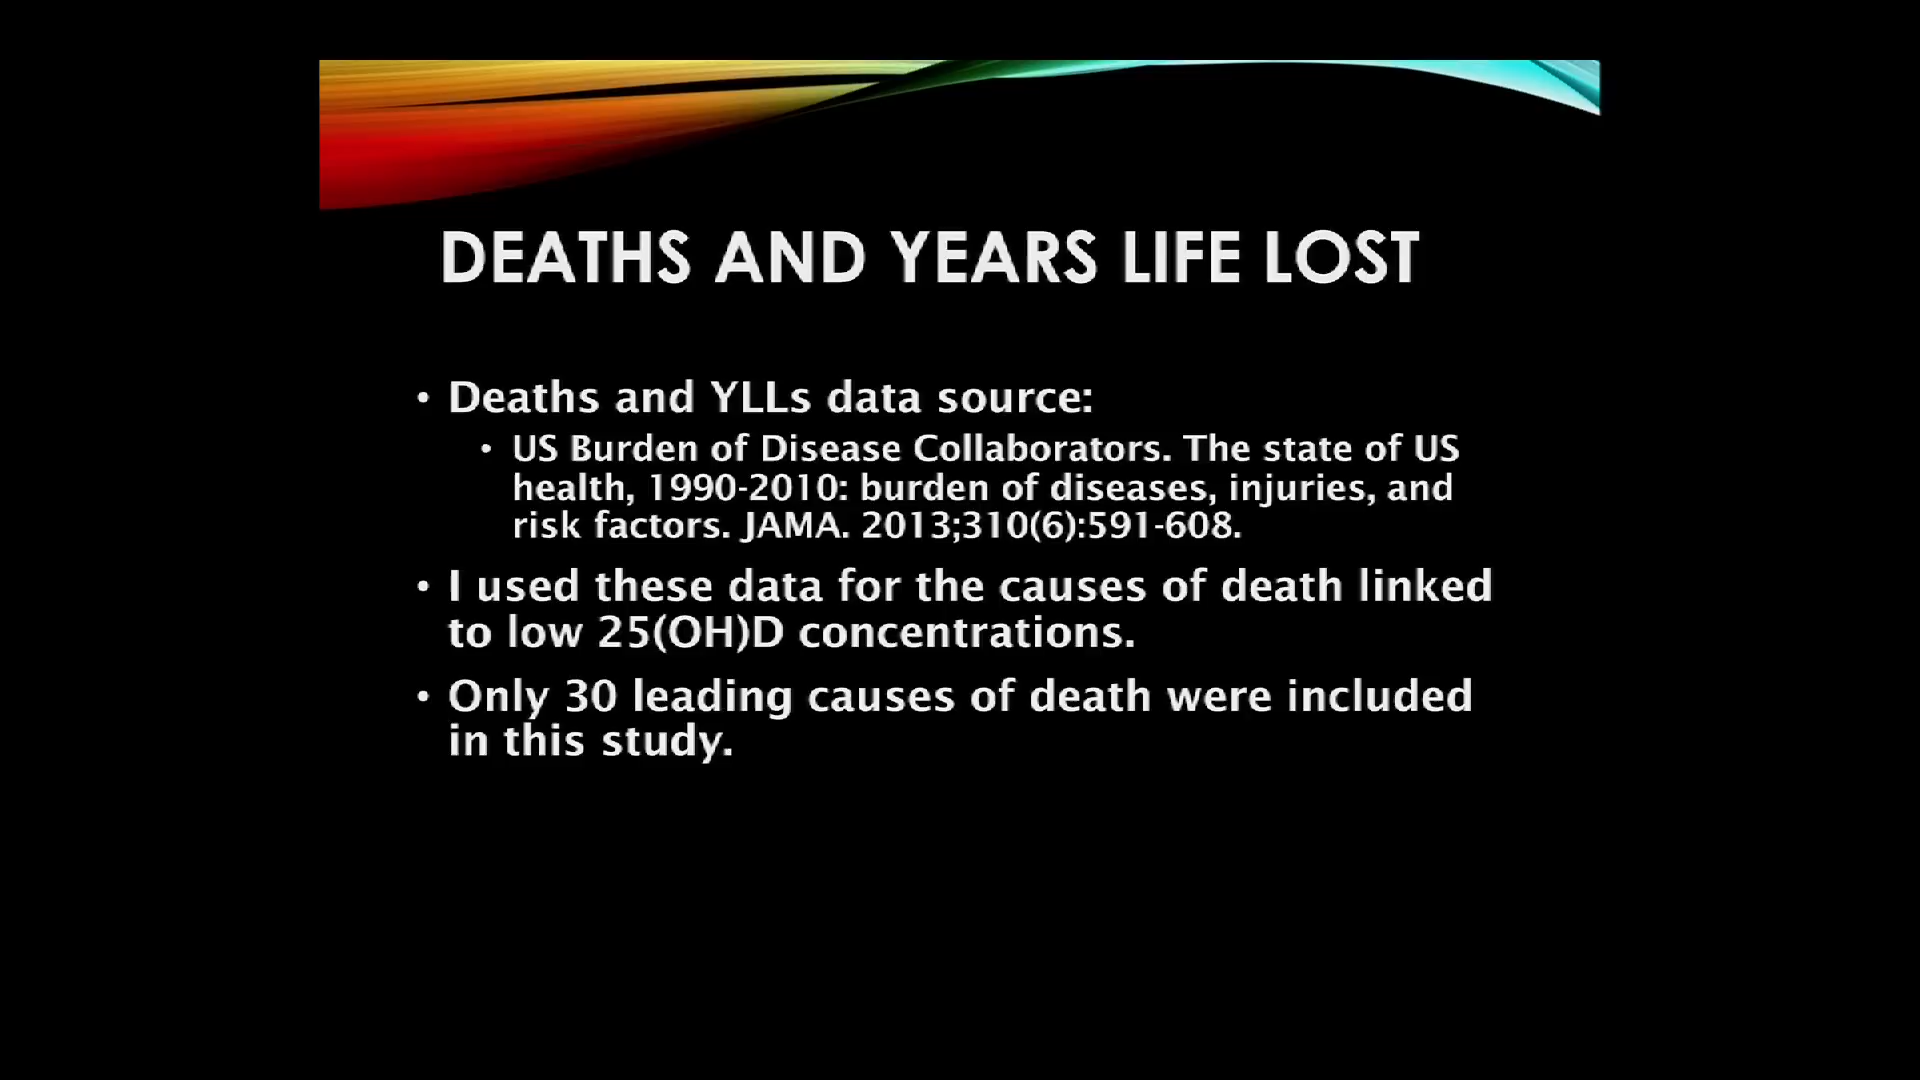 DEATHS AND YEARS LIFE LOST
• Deaths and YLLs data source:
• US Burden of Disease Collaborators. The state of US
health, 1990-2010: burden of diseases, injuries, and
risk factors. JAMA. 2013;310(6):591-608.
• I used these data for the causes of death linked
to low 25(OH)D concentrations.
• Only 30 leading causes of death were included
in this study.